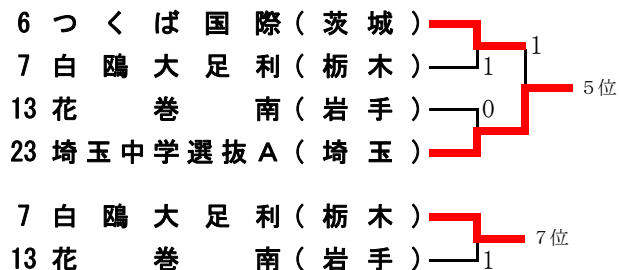 6 つくば国際(茨城)
1
7 白鴎大足利(栃木)
1
5位
13 花巻南(岩手)
0
23 埼玉中学選抜A(埼玉)
7 白鴎大足利(栃木)
7位
13 花巻南(岩手)
1